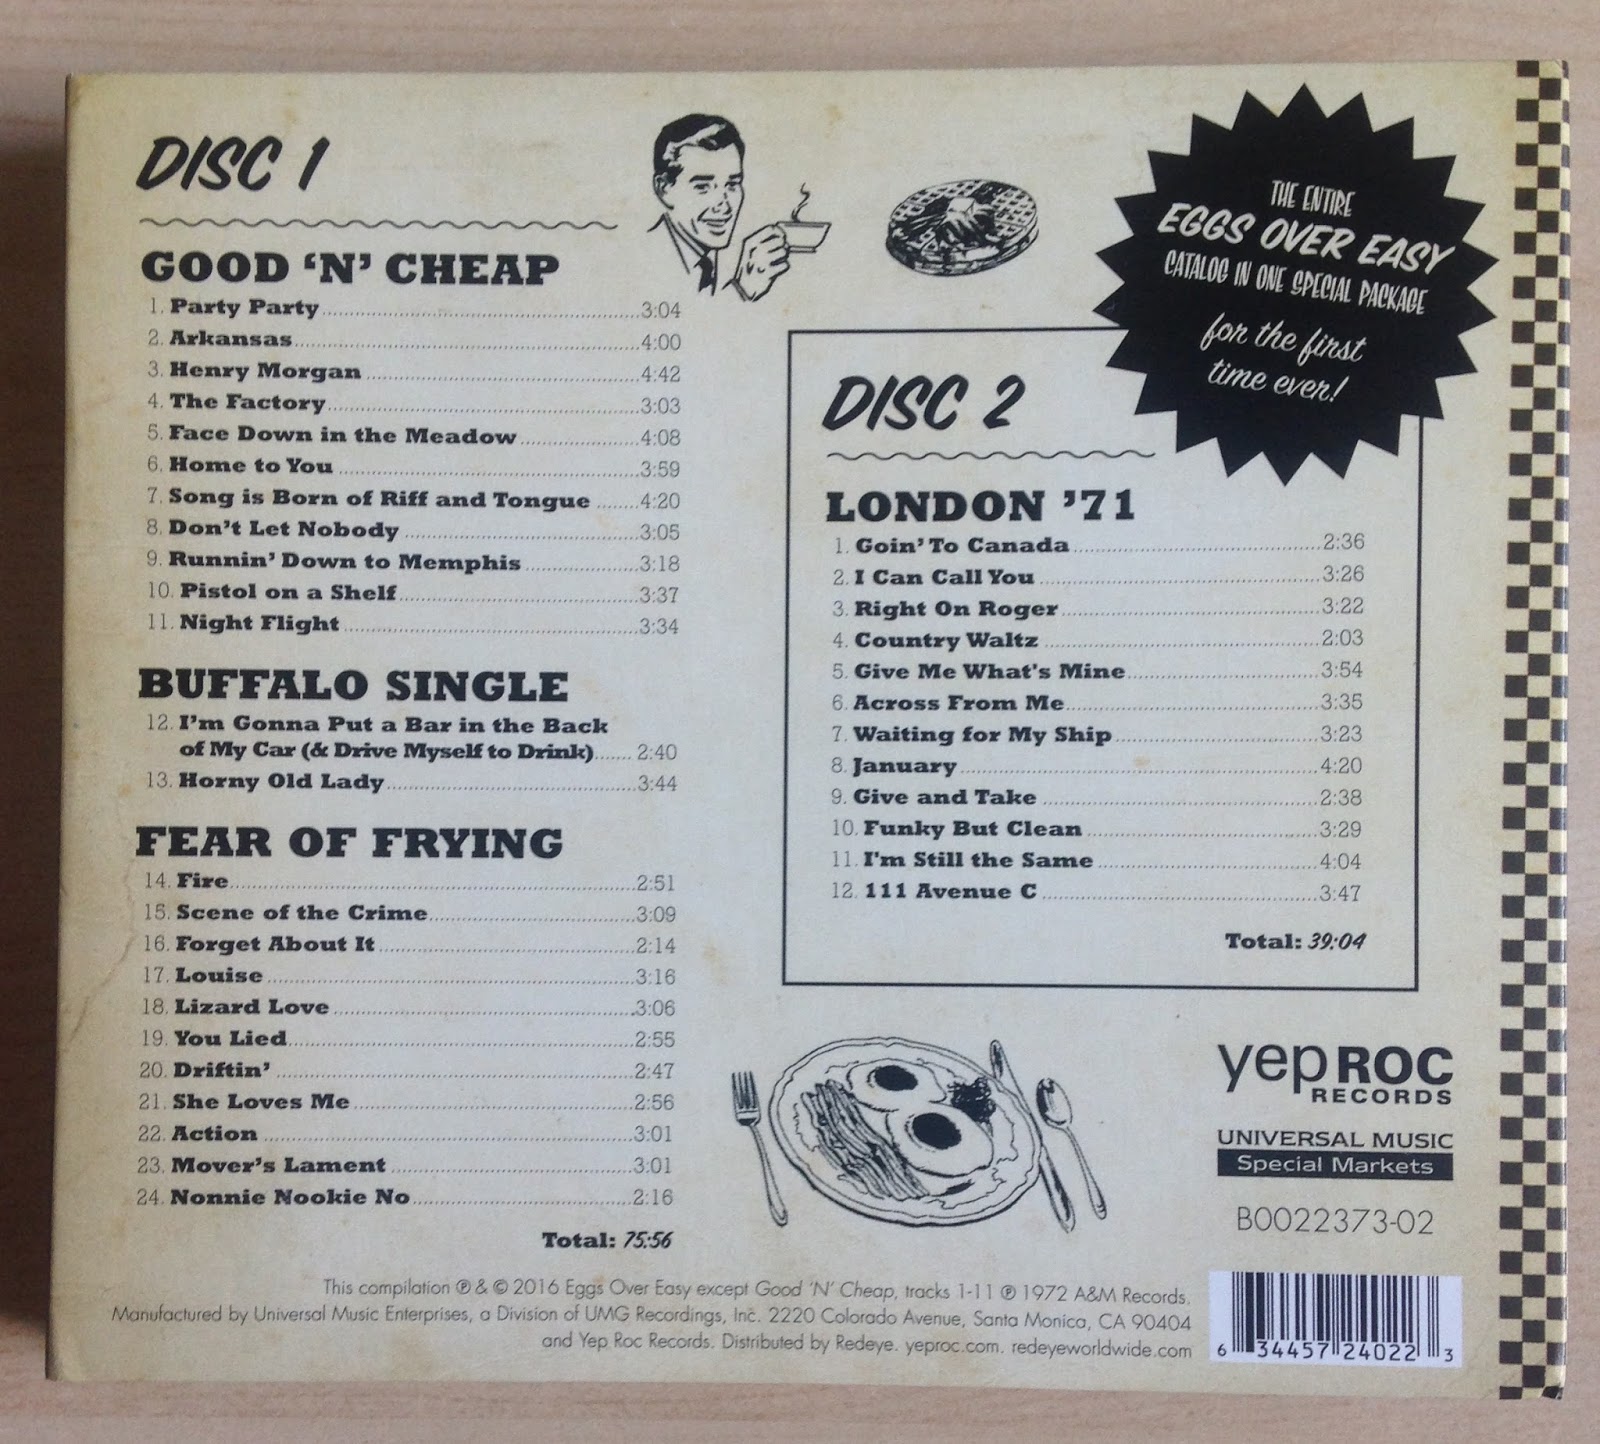 DISC 1
GOOD ‘N’ CHEAP
1. Party Party 3:04
2. Arkansas 4:00
3. Henry Morgan 4:42
4. The Factory 3:03
5. Face Down in the Meadow 4:08
6. Home to You 3:59
7. Song is Born of Riff and Tongue 4:20
8. Don’t Let Nobody 3:05
9. Runnin’ Down to Memphis 3:18
10. Pistol on a Shelf 3:37
11. Night Flight 3:34
BUFFALO SINGLE
12. I’m Gonna Put a Bar in the Back
of My Car (& Drive Myself to Drink) 2:40
13. Horny Old Lady 3:44
FEAR OF FRYING
14. Fire 2:51
15. Scene of the Crime 3:09
16. Forget About It 2:14
17. Louise 3:16
18. Lizard Love 3:06
19. You Lied 2:55
20. Driftin’ 2:47
21. She Loves Me 2:56
22. Action 3:01
23. Mover’s Lament 3:01
24. Nonnie Nookie No 2:16
Total: 75:56
THE ENTIRE
EGGS OVER EASY
CATALOG IN ONE SPECIAL PACKAGE
for the first
time ever!
DISC 2
LONDON ’71
1. Goin’ To Canada 2:36
2. I Can Call You 3:26
3. Right On Roger 3:22
4. Country Waltz 2:03
5. Give Me What's Mine 3:54
6. Across From Me 3:35
7. Waiting for My Ship 3:23
8. January 4:20
9. Give and Take 2:38
10. Funky But Clean 3:29
11. I'm Still the Same 4:04
12. 111 Avenue C 3:47
Total: 39:04
yep ROC
RECORDS
UNIVERSAL MUSIC
Special Markets
B0022373-02
This compilation ℗ & © 2016 Eggs Over Easy except Good ‘N’ Cheap, tracks 1-11 ℗ 1972 A&M Records.
Manufactured by Universal Music Enterprises, a Division of UMG Recordings, Inc. 2220 Colorado Avenue, Santa Monica, CA 90404
and Yep Roc Records. Distributed by Redeye. yeproc.com. redeyeworldwide.com
6 34457 24022 3